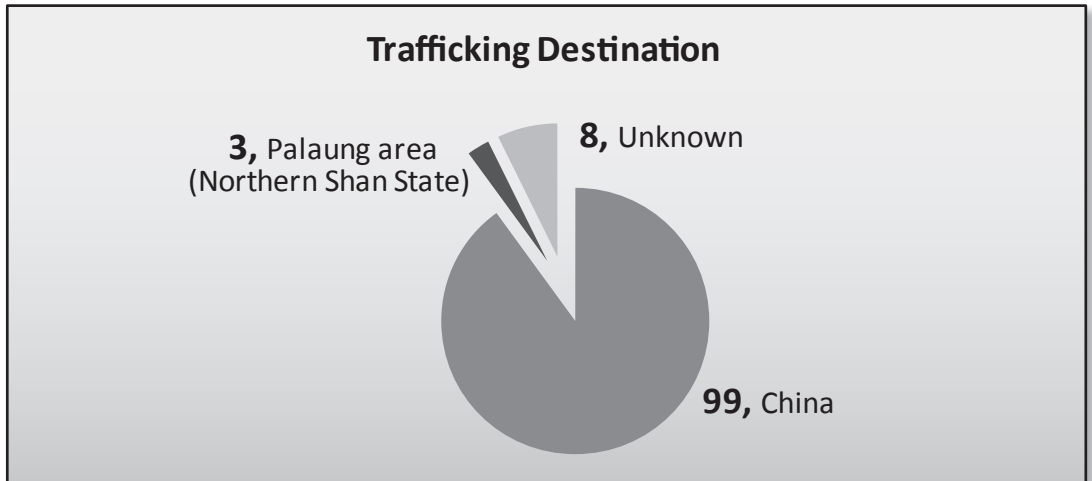 Trafficking Destination
3, Palaung area
(Northern Shan State)
8, Unknown
99, China